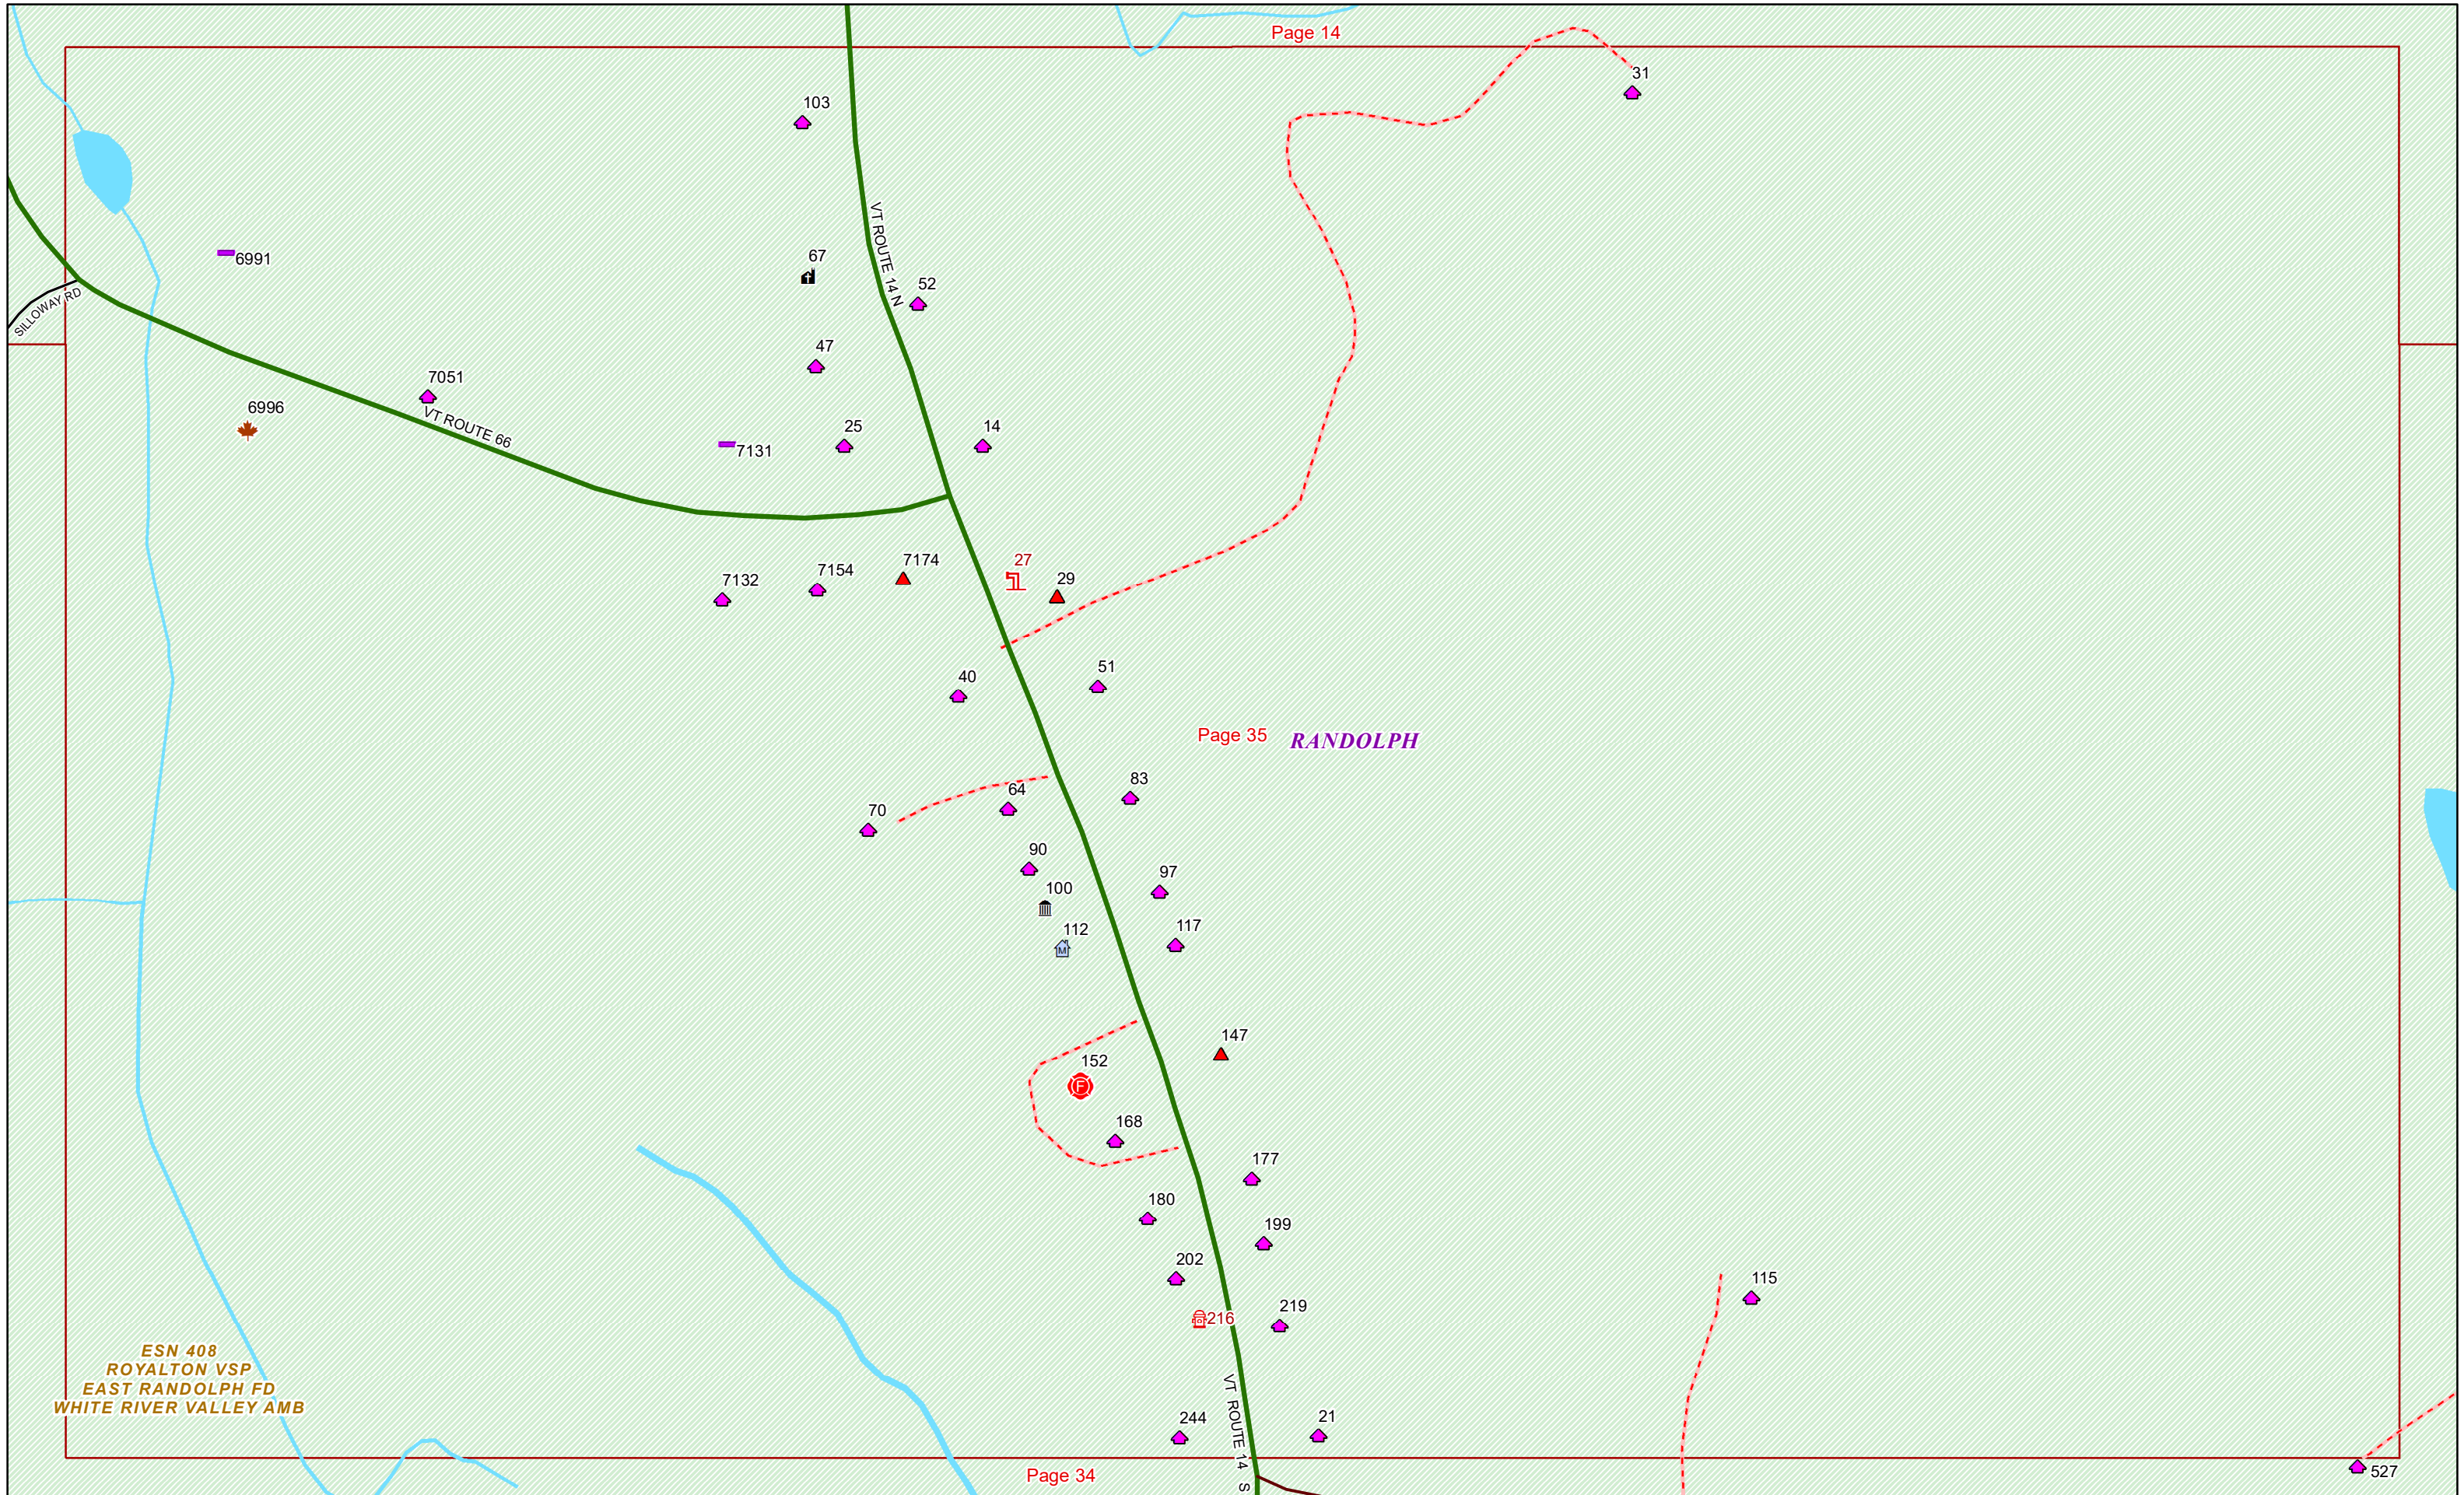 Page 14
31
103
VT ROUTE 14 N
67
6991
52
SILLOWAY RD
47
7051
6996
VT ROUTE 66
25
14
7131
27
7174
29
7154
7132
51
40
Page 35
RANDOLPH
83
64
70
90
97
100
117
112
147
152
F
168
177
180
199
202
115
219
216
ESN 408
ROYALTON VSP
EAST RANDOLPH FD
WHITE RIVER VALLEY AMB
VT ROUTE 14 S
244
21
Page 34
527
M